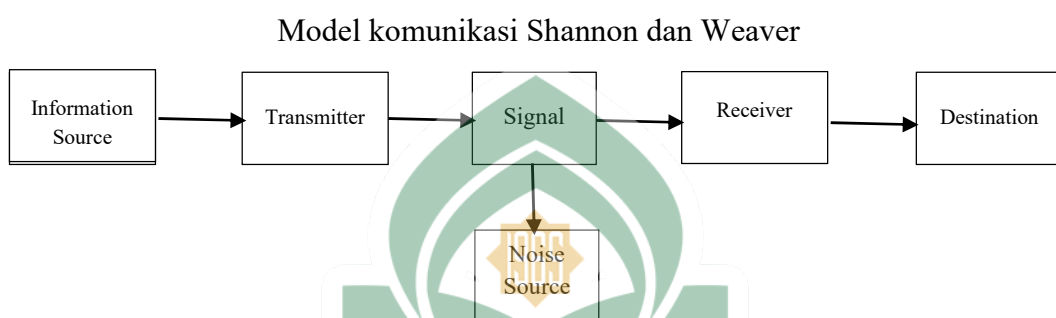 Model komunikasi Shannon dan Weaver
Information
Source
Transmitter
Signal
Receiver
Destination
Noise
Source